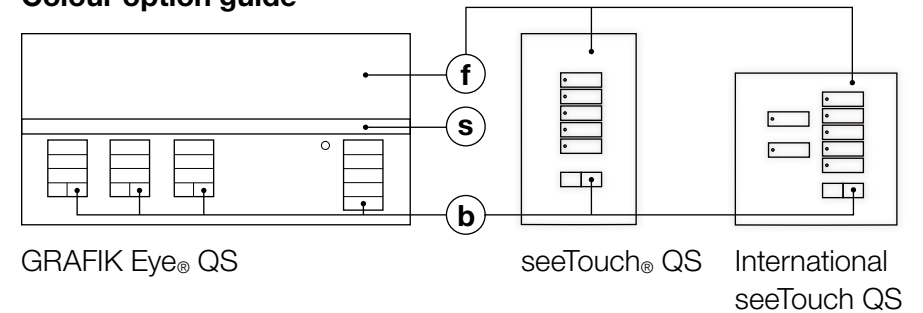 Colour option guide
f
s
b
GRAFIK Eye® QS
seeTouch® QS
International
seeTouch QS